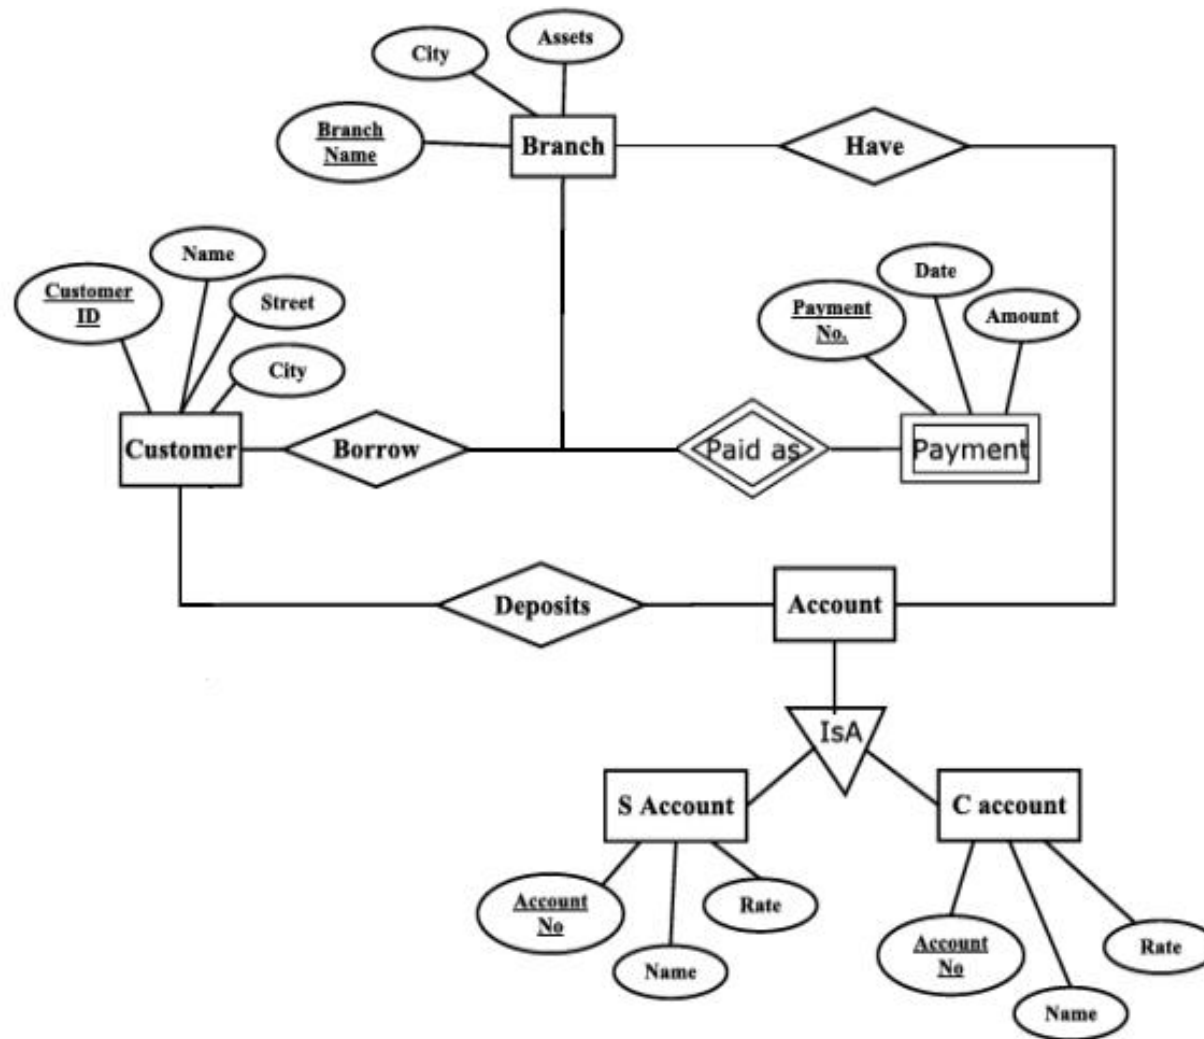 Assets
City
Branch
Name
Branch
Have
Name
Customer
ID
Street
City
Date
Payment
No.
Amount
Customer
Borrow
Paid as
Payment
Deposits
Account
IsA
S Account
C account
Account
No
Name
Rate
Account
No
Name
Rate